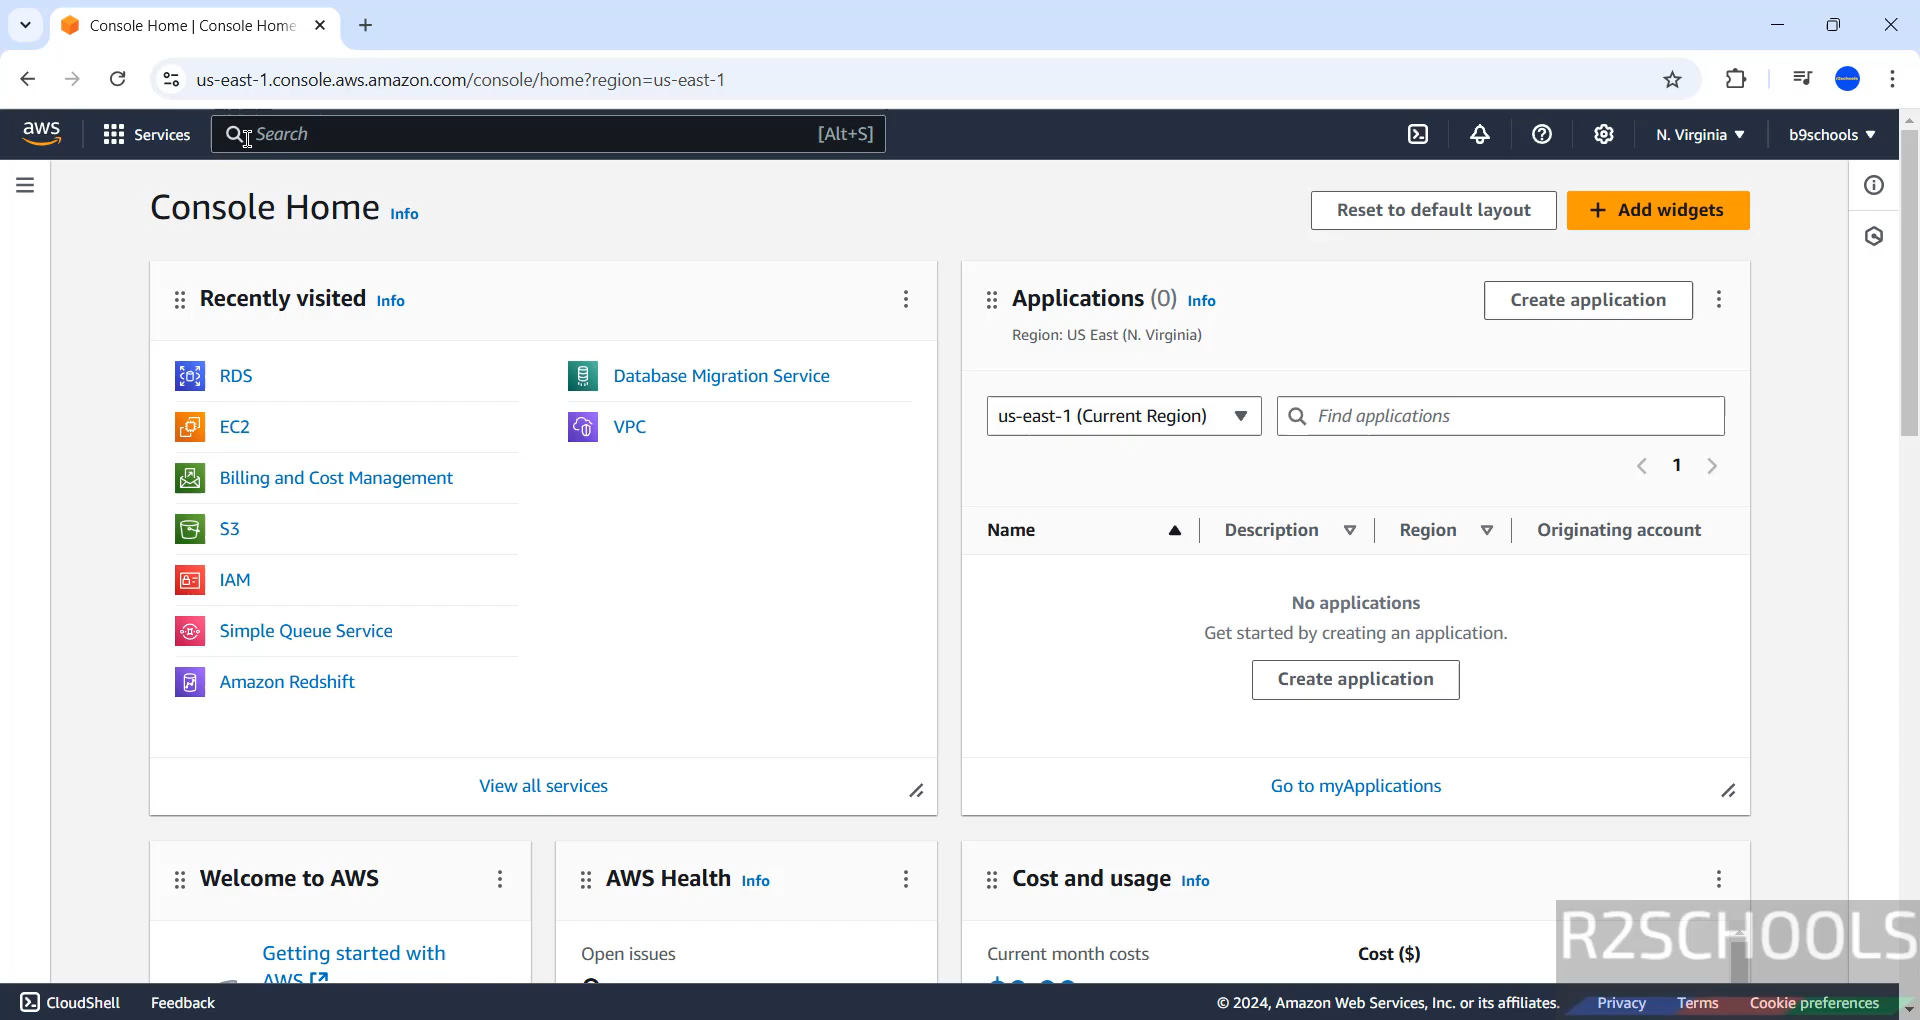 Console Home | Console Home
us-east-1.console.aws.amazon.com/console/home?region=us-east-1
aws
Services
Search
[Alt+S]
N. Virginia
b9schools
Console Home Info
Reset to default layout
+ Add widgets
Recently visited Info
RDS
EC2
Billing and Cost Management
S3
IAM
Simple Queue Service
Amazon Redshift
Database Migration Service
VPC
View all services
Applications (0) Info
Region: US East (N. Virginia)
Create application
us-east-1 (Current Region)
Find applications
1
Name
Description
Region
Originating account
No applications
Get started by creating an application.
Create application
Go to myApplications
Welcome to AWS
Getting started with
AWS
AWS Health Info
Open issues
Cost and usage Info
Current month costs
Cost ($)
R2SCHOOLS
CloudShell
Feedback
© 2024, Amazon Web Services, Inc. or its affiliates.
Privacy
Terms
Cookie preferences